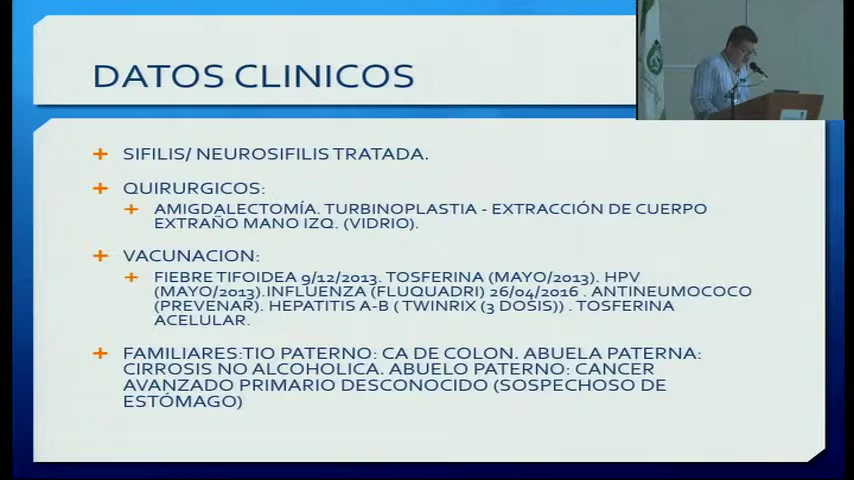 DATOS CLINICOS
SIFILIS/ NEUROSIFILIS TRATADA.
QUIRURGICOS:
AMIGDALECTOMÍA. TURBINOPLASTIA - EXTRACCIÓN DE CUERPO
EXTRAÑO MANO IZQ. (VIDRIO).
VACUNACION:
FIEBRE TIFOIDEA 9/12/2013. TOSFERINA (MAYO/2013). HPV
(MAYO/2013).INFLUENZA (FLUQUADRI) 26/04/2016 . ANTINEUMOCOCO
(PREVENAR). HEPATITIS A-B ( TWINRIX (3 DOSIS)) . TOSFERINA
ACELULAR.
FAMILIARES:TIO PATERNO: CA DE COLON. ABUELA PATERNA:
CIRROSIS NO ALCOHOLICA. ABUELO PATERNO: CANCER
AVANZADO PRIMARIO DESCONOCIDO (SOSPECHOSO DE
ESTÓMAGO)